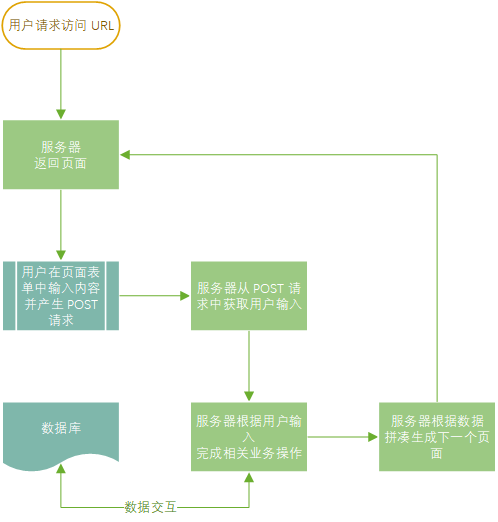 用户请求访问 URL
服务器
返回页面
用户在页面表
单中输入内容
并产生 POST
请求
服务器从 POST 请
求中获取用户输入
数据库
服务器根据用户输
入
完成相关业务操作
服务器根据数据
拼凑生成下一个页
面
数据交互